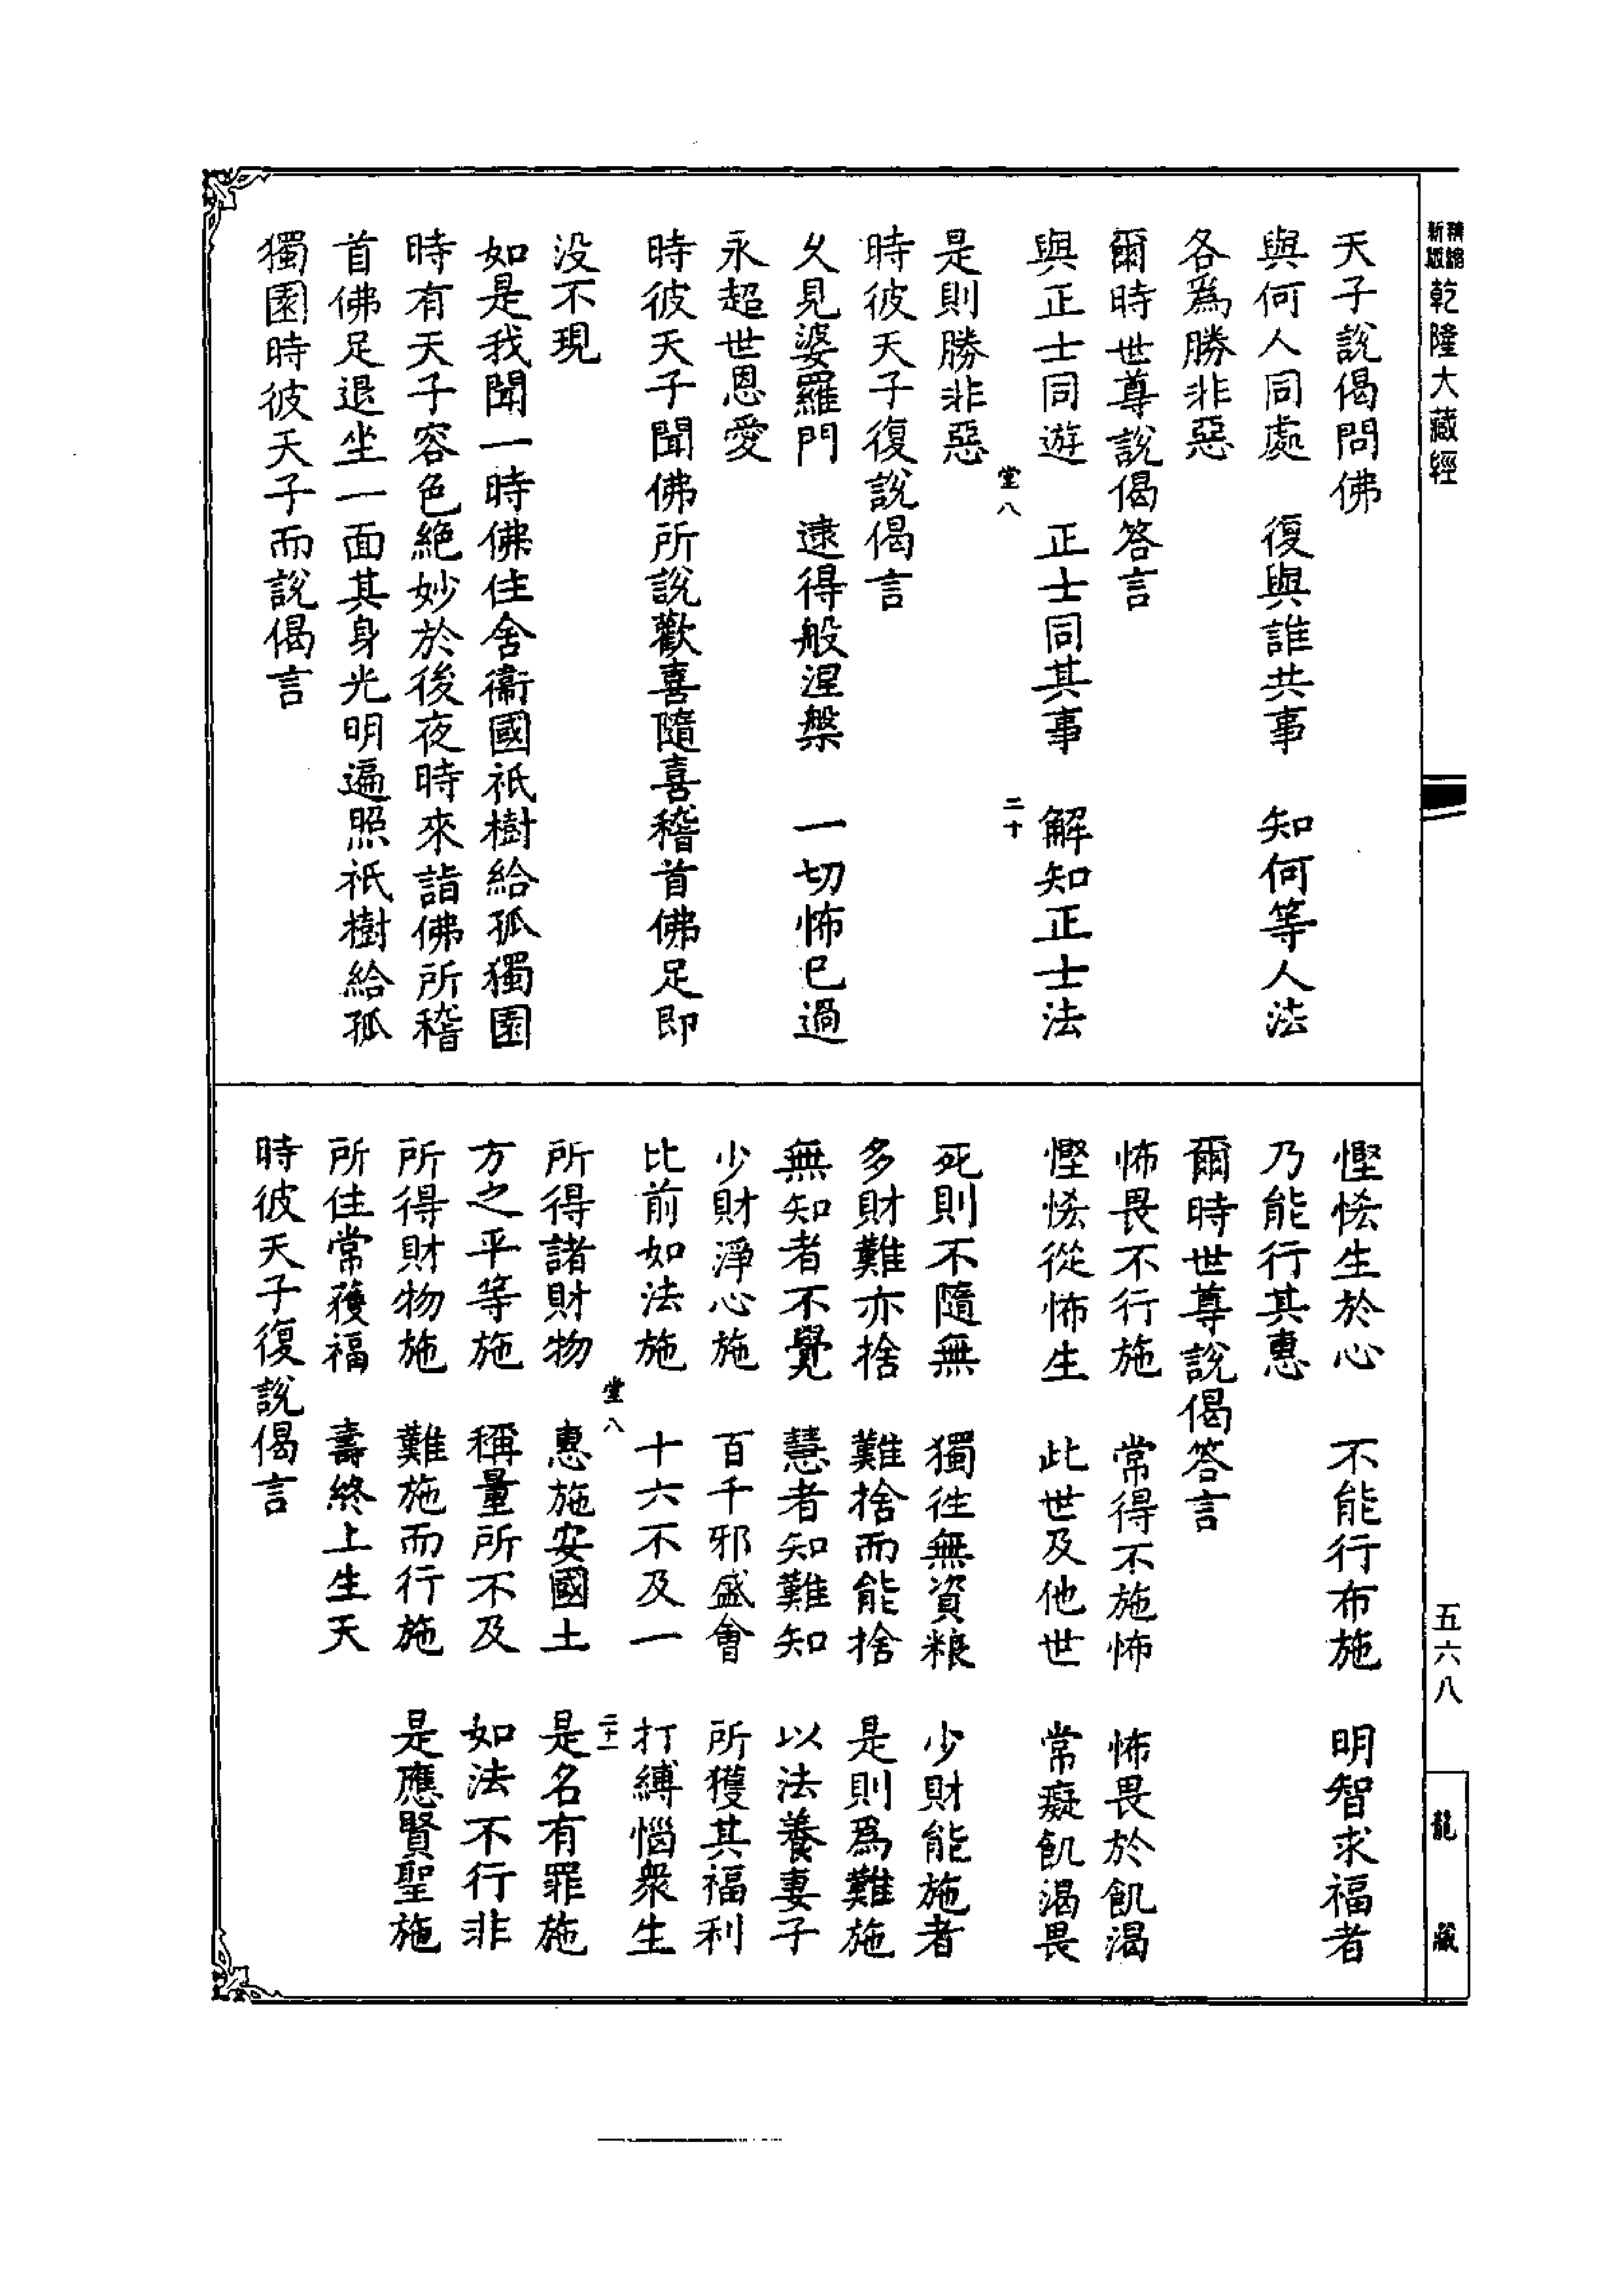 精縮
新版
乾隆大藏經
天子說偈問佛
與何人同處　復與誰共事　知何等人法
各爲勝非惡
爾時世尊說偈答言
與正士同遊　正士同其事　解知正士法
堂八　二十
是則勝非惡
時彼天子復說偈言
久見婆羅門　逮得般涅槃　一切怖已過
永超世恩愛
時彼天子聞佛所說歡喜隨喜稽首佛足即
没不現
如是我聞一時佛住舍衞國祇樹給孤獨園
時有天子容色絶妙於後夜時來詣佛所稽
首佛足退坐一面其身光明遍照祇樹給孤
獨園時彼天子而說偈言
慳悋生於心　不能行布施　明智求福者
乃能行其惠
爾時世尊說偈答言
怖畏不行施　常得不施怖　怖畏於飢渴
慳悋從怖生　此世及他世　常癡飢渴畏
死則不隨無　獨往無資粮　少財能施者
多財難亦捨　難捨而能捨　是則爲難施
無知者不覺　慧者知難知　以法養妻子
少財淨心施　百千邪盛會　所獲其福利
比前如法施　十六不及一　打縛惱衆生
堂八　二十一
所得諸財物　惠施安國土　是名有罪施
方之平等施　稱量所不及　如法不行非
所得財物施　難施而行施　是應賢聖施
所住常獲福　壽終上生天
時彼天子復說偈言
五六八
龍藏